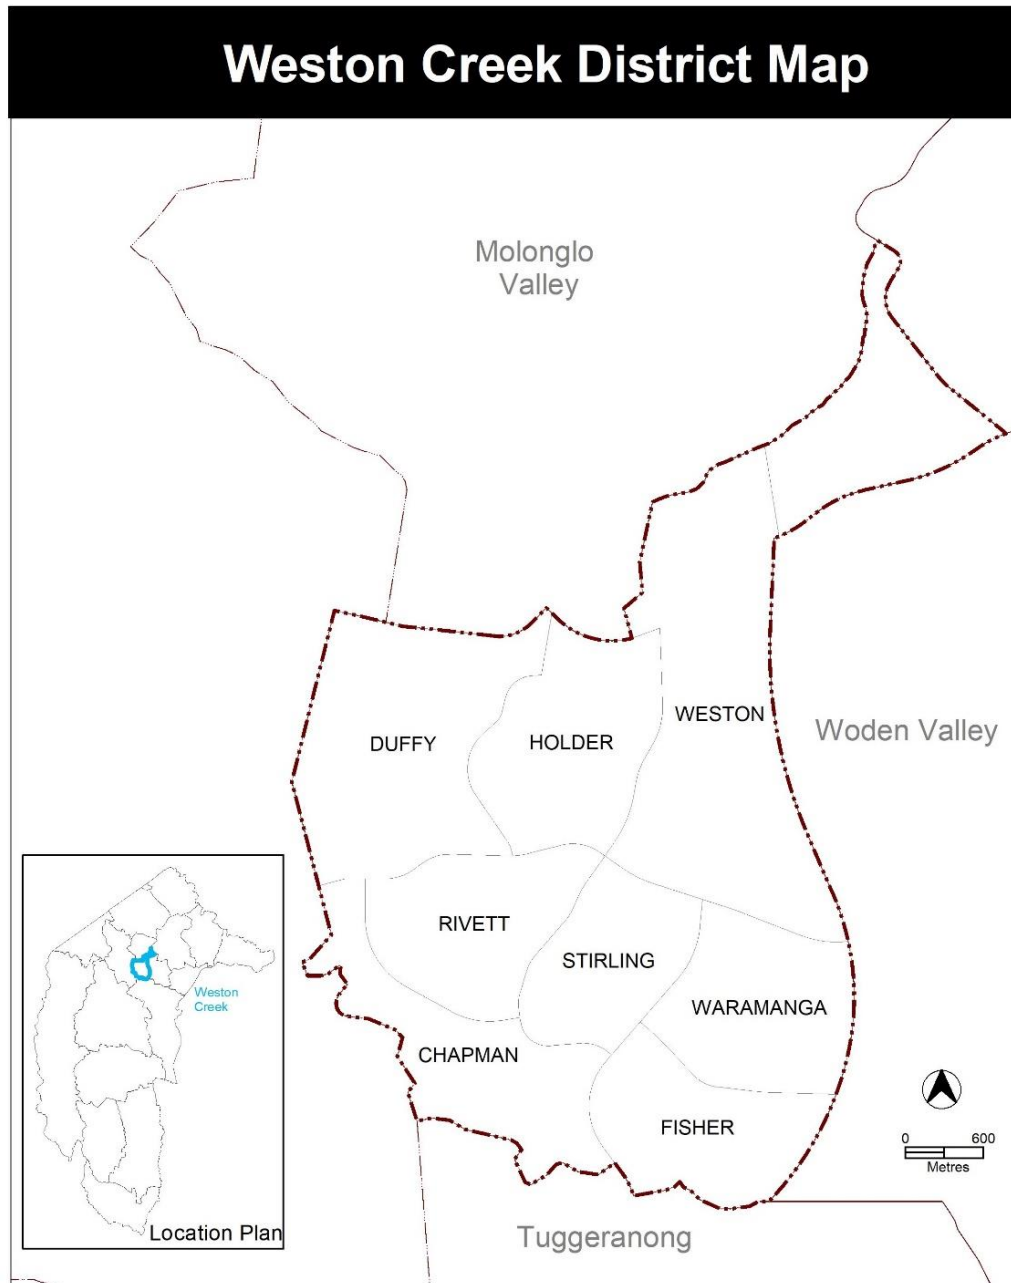 Weston Creek District Map
Molonglo
Valley
WESTON
Woden Valley
DUFFY
HOLDER
RIVETT
STIRLING
WARAMANGA
CHAPMAN
FISHER
Weston
Creek
Location Plan
0 600
Metres
Tuggeranong